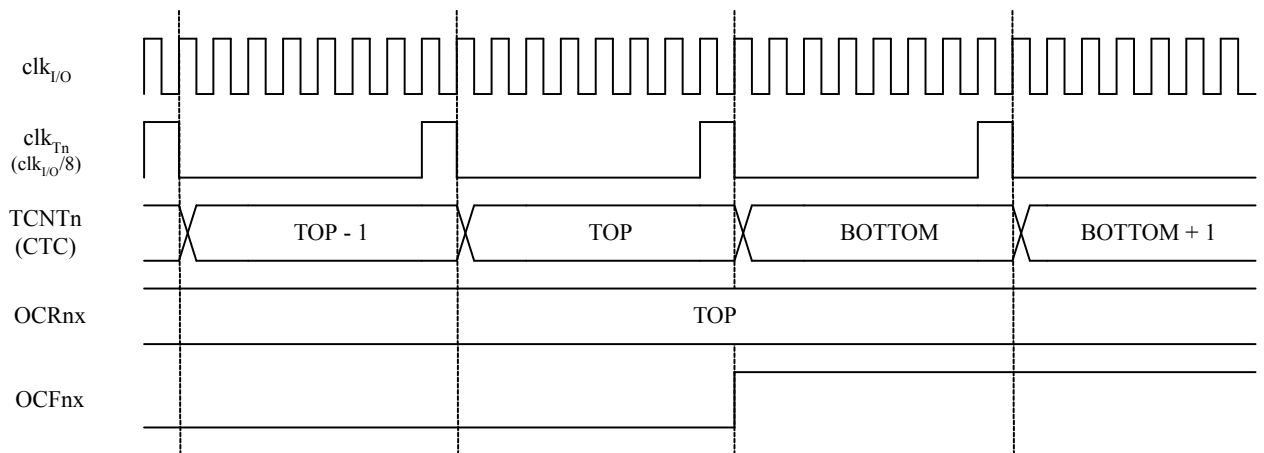 clkI/O
clkTn
(clkI/O/8)
TCNTn
(CTC)
TOP - 1
TOP
BOTTOM
BOTTOM + 1
OCRnx
TOP
OCFnx